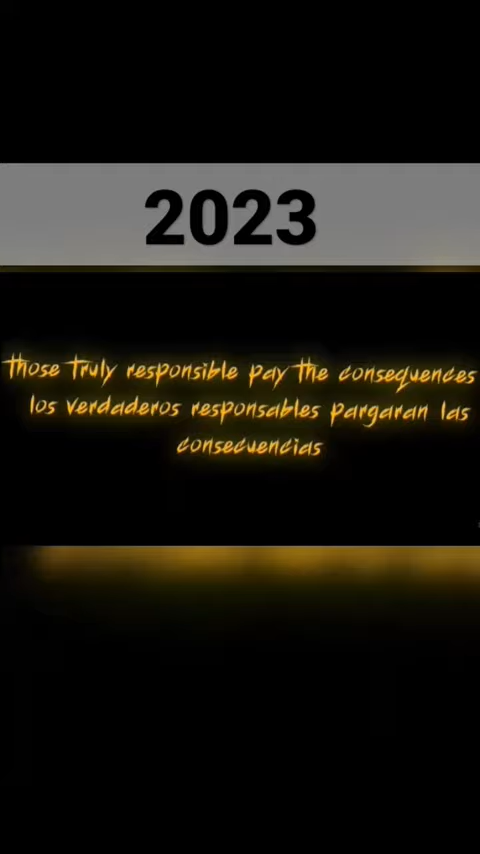 2023
Those Truly responsible pay the consequences
los verdaderos responsables pargaran las
consecuencias